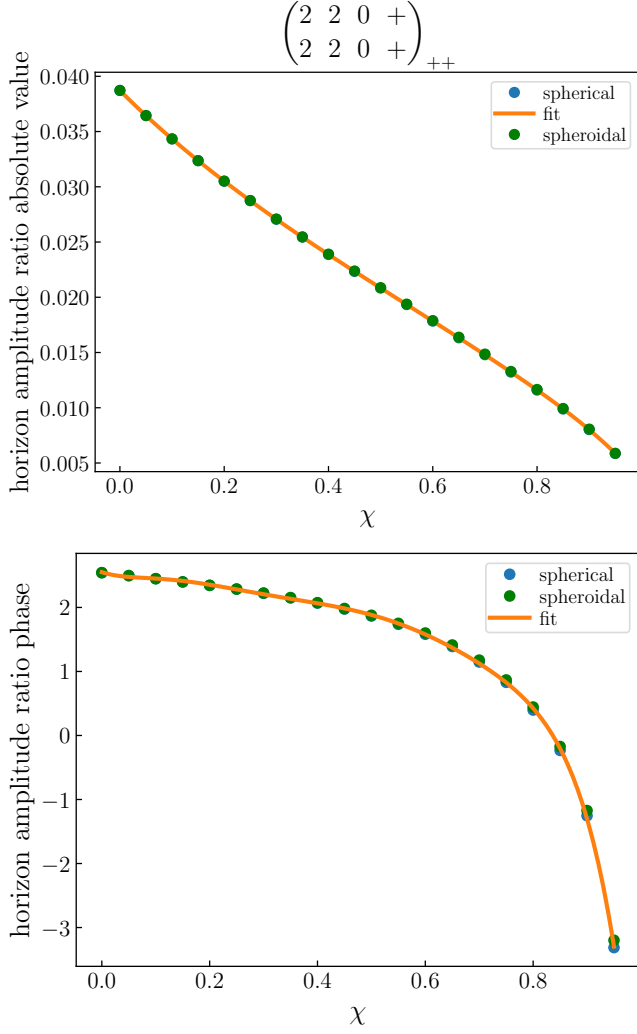 (2 2 0 +
2 2 0 +)++
horizon amplitude ratio absolute value
0.040
0.035
0.030
0.025
0.020
0.015
0.010
0.005
spherical
fit
spheroidal
0.0 0.2 0.4 0.6 0.8
χ
horizon amplitude ratio phase
2
1
0
−1
−2
−3
spherical
spheroidal
fit
0.0 0.2 0.4 0.6 0.8
χ